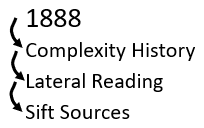 1888
Complexity History
Lateral Reading
Sift Sources